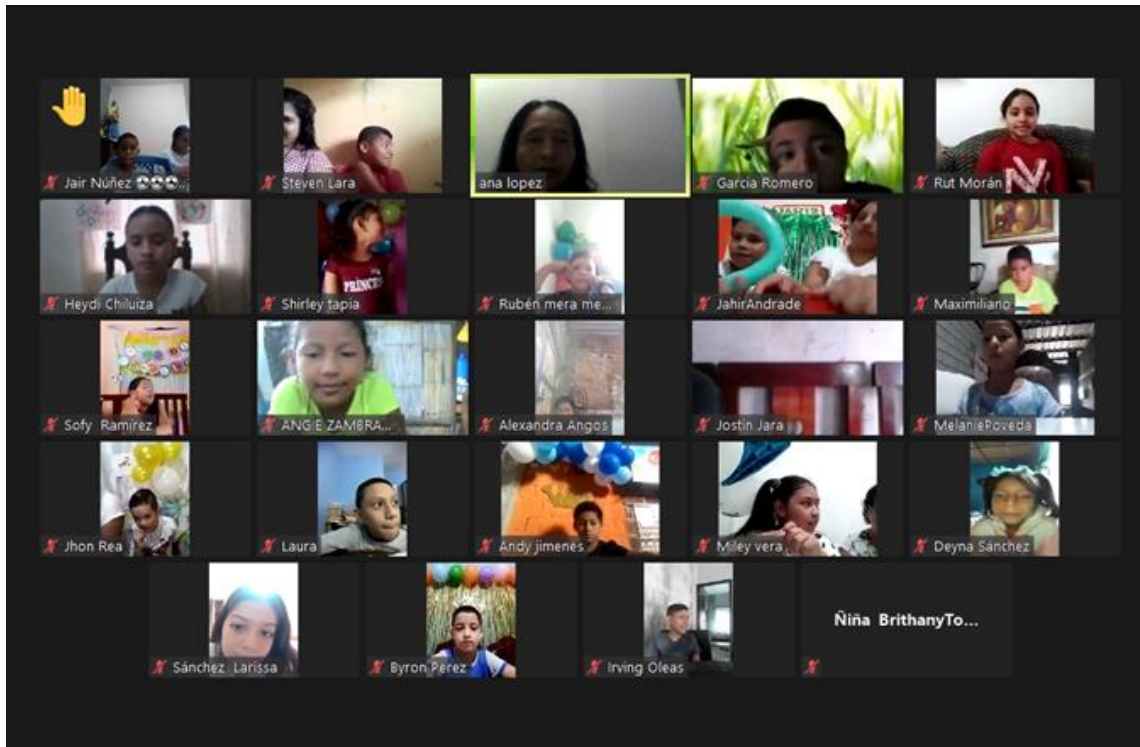 Jair Núñez ⚽⚽⚽..
Steven Lara
ana lopez
Garcia Romero
Rut Morán
N
Heydi Chiluiza
Shirley tapia
PRINCESS
Rubén mera me...
JahirAndrade
Maximiliano
Sofy Ramirez
ANGIE ZAMBRA...
Alexandra Angos
Jostin Jara
MelaniePoveda
Jhon Rea
Laura
Andy jimenes
Miley vera
Deyna Sánchez
Sánchez Larissa
Byron Perez
Irving Oleas
Ñiña BrithanyTo...